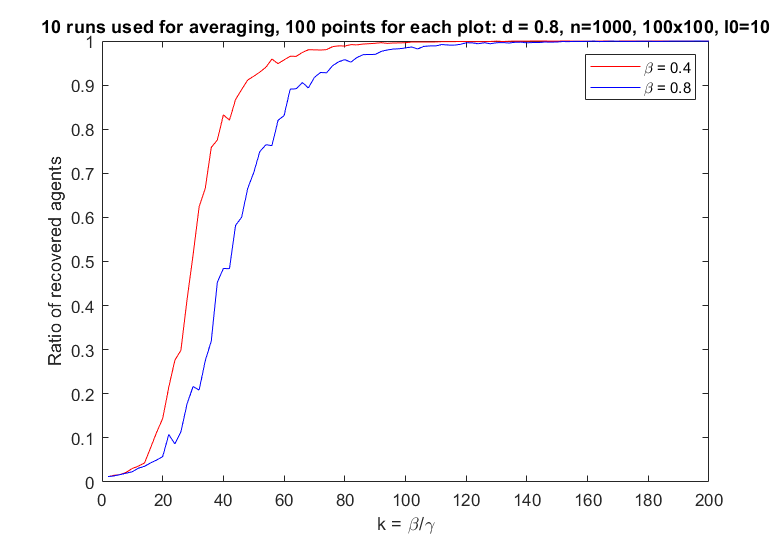 10 runs used for averaging, 100 points for each plot: d = 0.8, n=1000, 100x100, I0=10
1
0.9
0.8
0.7
0.6
0.5
0.4
0.3
0.2
0.1
0
Ratio of recovered agents
β = 0.4
β = 0.8
0 20 40 60 80 100 120 140 160 180 200
k = β/γ